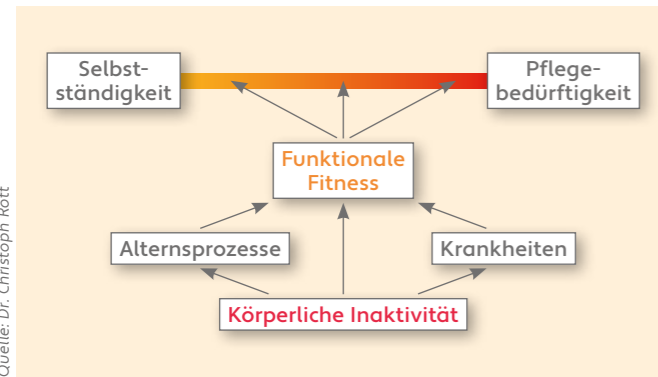 Selbst-
ständigkeit
Pflege-
bedürftigkeit
Funktionale
Fitness
Alternsprozesse
Krankheiten
Körperliche Inaktivität
Quelle: Dr. Christoph Rott